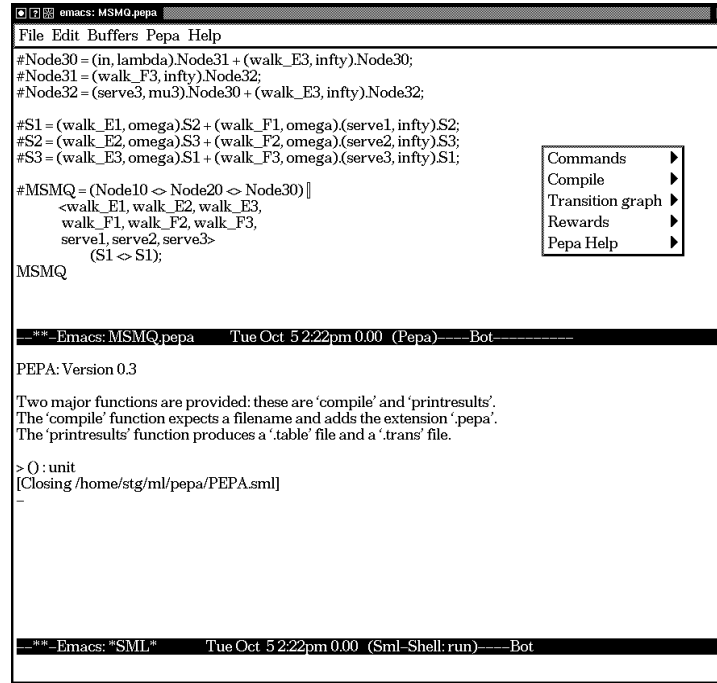 emacs: MSMQ.pepa
File Edit Buffers Pepa Help
#Node30 = (in, lambda).Node31 + (walk_E3, infty).Node30;
#Node31 = (walk_F3, infty).Node32;
#Node32 = (serve3, mu3).Node30 + (walk_E3, infty).Node32;
#S1 = (walk_E1, omega).S2 + (walk_F1, omega).(serve1, infty).S2;
#S2 = (walk_E2, omega).S3 + (walk_F2, omega).(serve2, infty).S3;
#S3 = (walk_E3, omega).S1 + (walk_F3, omega).(serve3, infty).S1;
#MSMQ = (Node10 <> Node20 <> Node30)
<walk_E1, walk_E2, walk_E3,
walk_F1, walk_F2, walk_F3,
serve1, serve2, serve3>
(S1 <> S1);
MSMQ
Commands
Compile
Transition graph
Rewards
Pepa Help
--**-Emacs: MSMQ.pepa Tue Oct 5 2:22pm 0.00 (Pepa)----Bot----------
PEPA: Version 0.3
Two major functions are provided: these are 'compile' and 'printresults'.
The 'compile' function expects a filename and adds the extension '.pepa'.
The 'printresults' function produces a '.table' file and a '.trans' file.
> () : unit
[Closing /home/stg/ml/pepa/PEPA.sml]
–
--**-Emacs: *SML* Tue Oct 5 2:22pm 0.00 (Sml-Shell: run)----Bot